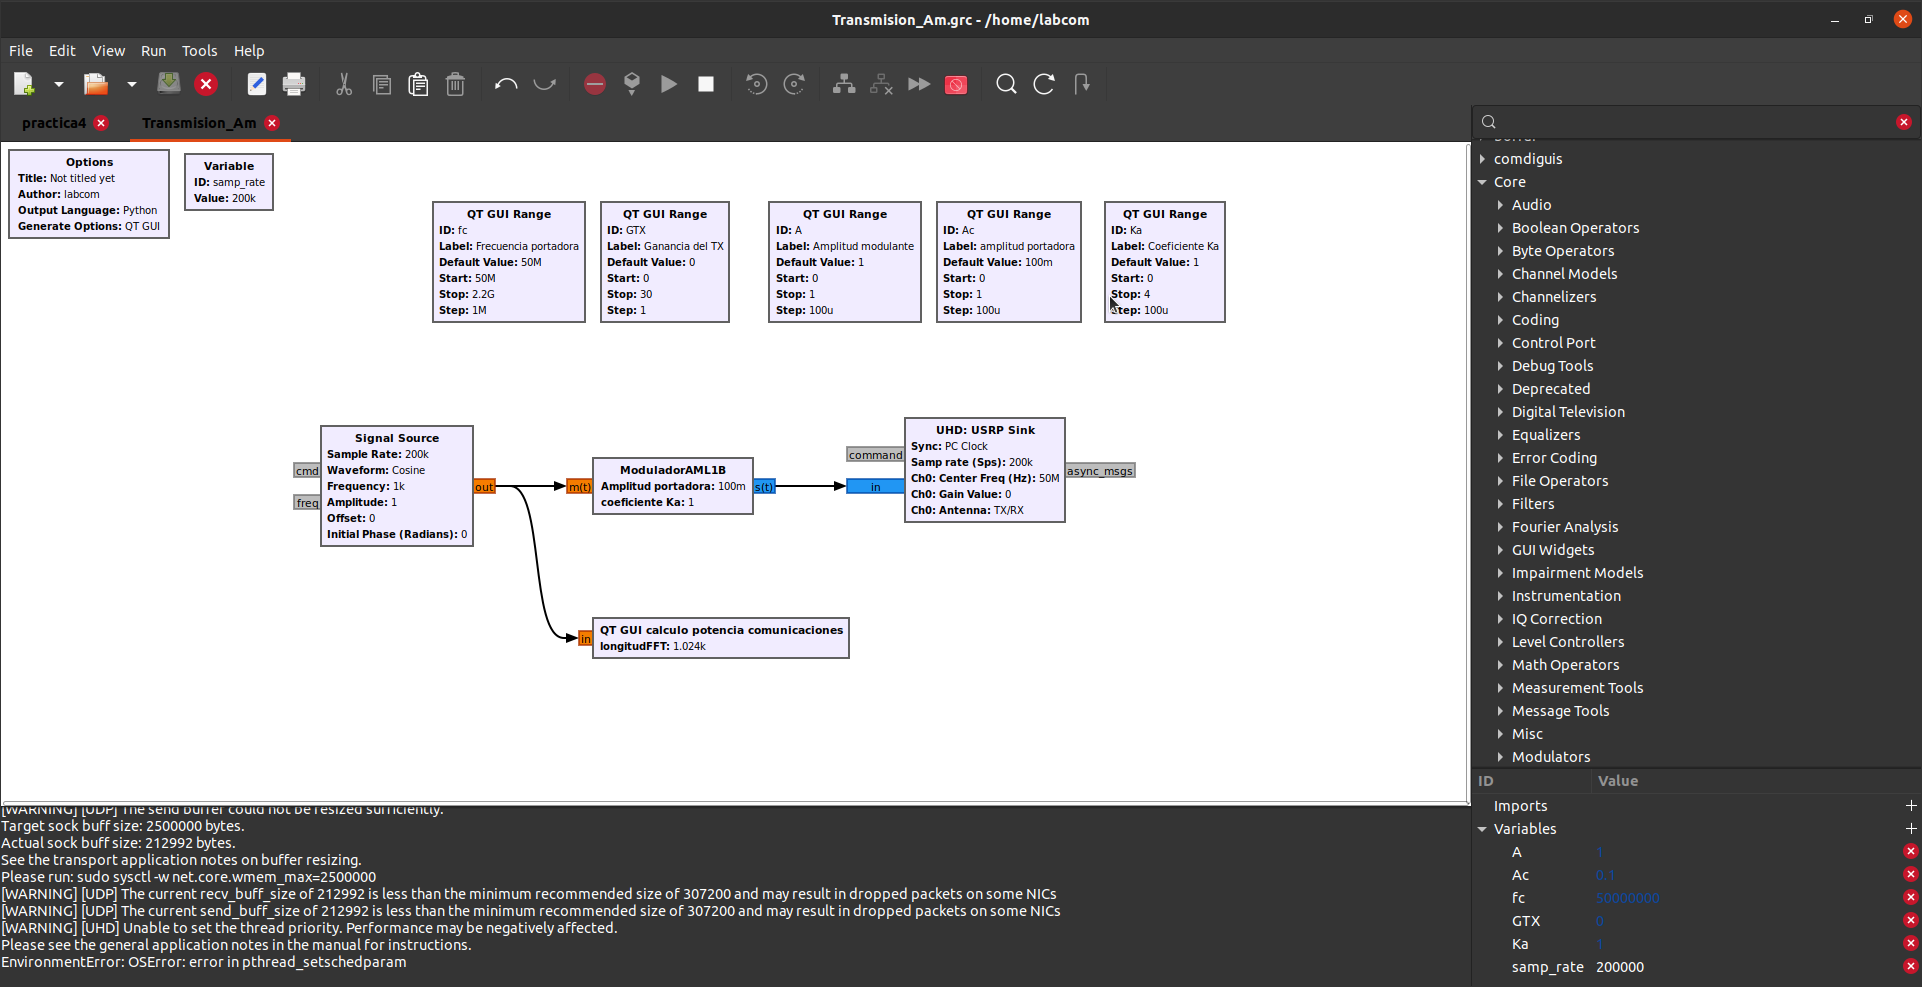 Transmision_Am.grc - /home/labcom
File Edit View Run Tools Help
practica4
Transmision_Am
Options
Title: Not titled yet
Author: labcom
Output Language: Python
Generate Options: QT GUI
Variable
ID: samp_rate
Value: 200k
QT GUI Range
ID: fc
Label: Frecuencia portadora
Default Value: 50M
Start: 50M
Stop: 2.2G
Step: 1M
QT GUI Range
ID: GTX
Label: Ganancia del TX
Default Value: 0
Start: 0
Stop: 30
Step: 1
QT GUI Range
ID: A
Label: Amplitud modulante
Default Value: 1
Start: 0
Stop: 1
Step: 100u
QT GUI Range
ID: Ac
Label: amplitud portadora
Default Value: 100m
Start: 0
Stop: 1
Step: 100u
QT GUI Range
ID: Ka
Label: Coeficiente Ka
Default Value: 1
Start: 0
Stop: 4
Step: 100u
cmd
freq
Signal Source
Sample Rate: 200k
Waveform: Cosine
Frequency: 1k
Amplitude: 1
Offset: 0
Initial Phase (Radians): 0
out
m(t)
ModuladorAML1B
Amplitud portadora: 100m
coeficiente Ka: 1
s(t)
command
in
UHD: USRP Sink
Sync: PC Clock
Samp rate (Sps): 200k
Ch0: Center Freq (Hz): 50M
Ch0: Gain Value: 0
Ch0: Antenna: TX/RX
async_msgs
in
QT GUI calculo potencia comunicaciones
longitudFFT: 1.024k
[WARNING] [UDP] The send buffer could not be resized sufficiently.
Target sock buff size: 2500000 bytes.
Actual sock buff size: 212992 bytes.
See the transport application notes on buffer resizing.
Please run: sudo sysctl -w net.core.wmem_max=2500000
[WARNING] [UDP] The current recv_buff_size of 212992 is less than the minimum recommended size of 307200 and may result in dropped packets on some NICs
[WARNING] [UDP] The current send_buff_size of 212992 is less than the minimum recommended size of 307200 and may result in dropped packets on some NICs
[WARNING] [UHD] Unable to set the thread priority. Performance may be negatively affected.
Please see the general application notes in the manual for instructions.
EnvironmentError: OSError: error in pthread_setschedparam
comdiguis
Core
Audio
Boolean Operators
Byte Operators
Channel Models
Channelizers
Coding
Control Port
Debug Tools
Deprecated
Digital Television
Equalizers
Error Coding
File Operators
Filters
Fourier Analysis
GUI Widgets
Impairment Models
Instrumentation
IQ Correction
Level Controllers
Math Operators
Measurement Tools
Message Tools
Misc
Modulators
ID Value
Imports
Variables
A 1
Ac 0.1
fc 50000000
GTX 0
Ka 1
samp_rate 200000